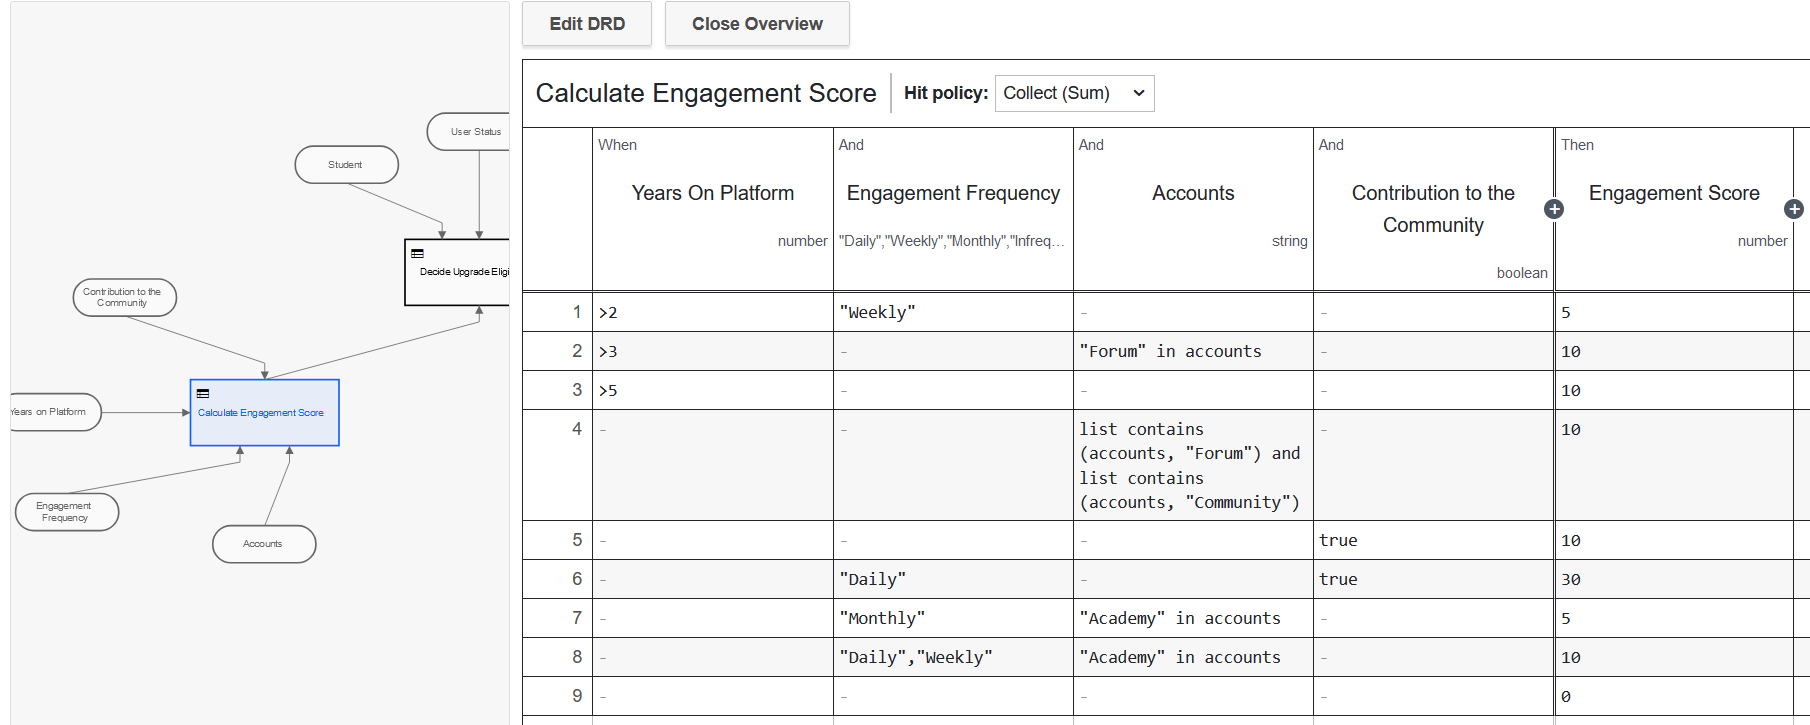 Edit DRD
Close Overview
User Status
Student
Decide Upgrade Eligi
Contribution to the
Community
Years on Platform
Calculate Engagement Score
Engagement
Frequency
Accounts
Calculate Engagement Score Hit policy: Collect (Sum)
When And And And Then
Years On Platform Engagement Frequency Accounts Contribution to the Community Engagement Score
number "Daily","Weekly","Monthly","Infreq… string boolean number
1 >2 "Weekly" - - 5
2 >3 - "Forum" in accounts - 10
3 >5 - - - 10
4 - - list contains
(accounts, "Forum") and
list contains
(accounts, "Community") - 10
5 - - - true 10
6 - "Daily" - true 30
7 - "Monthly" "Academy" in accounts - 5
8 - "Daily","Weekly" "Academy" in accounts - 10
9 - - - - 0